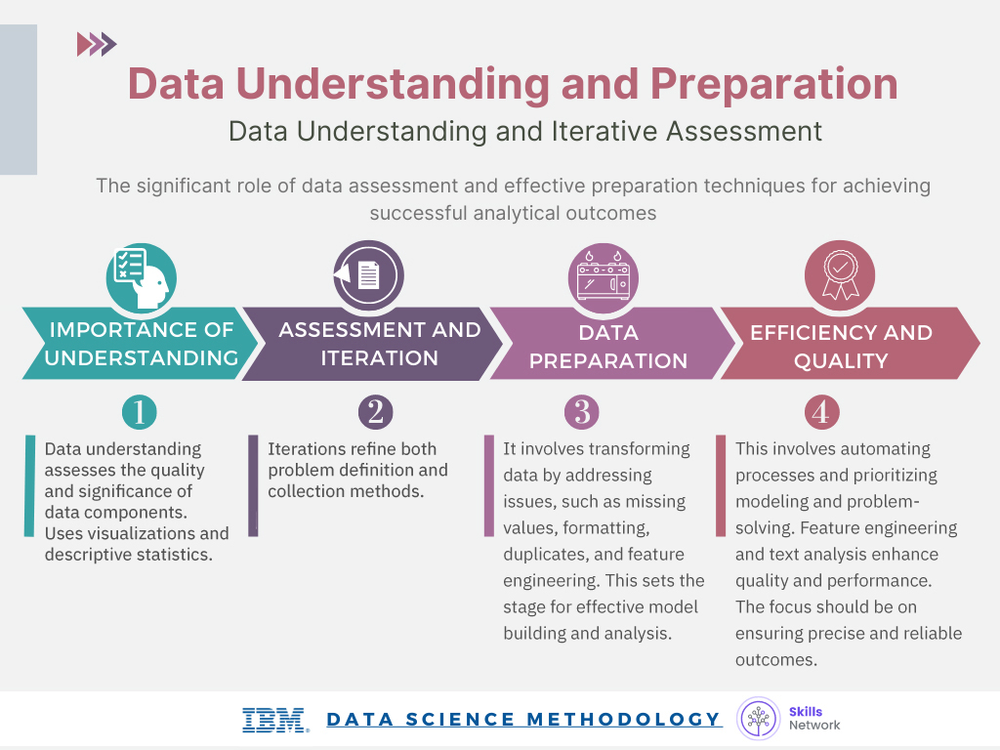 Data Understanding and Preparation
Data Understanding and Iterative Assessment
The significant role of data assessment and effective preparation techniques for achieving
successful analytical outcomes
IMPORTANCE OF
UNDERSTANDING
1
Data understanding
assesses the quality
and significance of
data components.
Uses visualizations and
descriptive statistics.
ASSESSMENT AND
ITERATION
2
Iterations refine both
problem definition and
collection methods.
DATA
PREPARATION
3
It involves transforming
data by addressing
issues, such as missing
values, formatting,
duplicates, and feature
engineering. This sets the
stage for effective model
building and analysis.
EFFICIENCY AND
QUALITY
4
This involves automating
processes and prioritizing
modeling and problem-
solving. Feature engineering
and text analysis enhance
quality and performance.
The focus should be on
ensuring precise and reliable
outcomes.
IBM®
DATA SCIENCE METHODOLOGY
Skills
Network